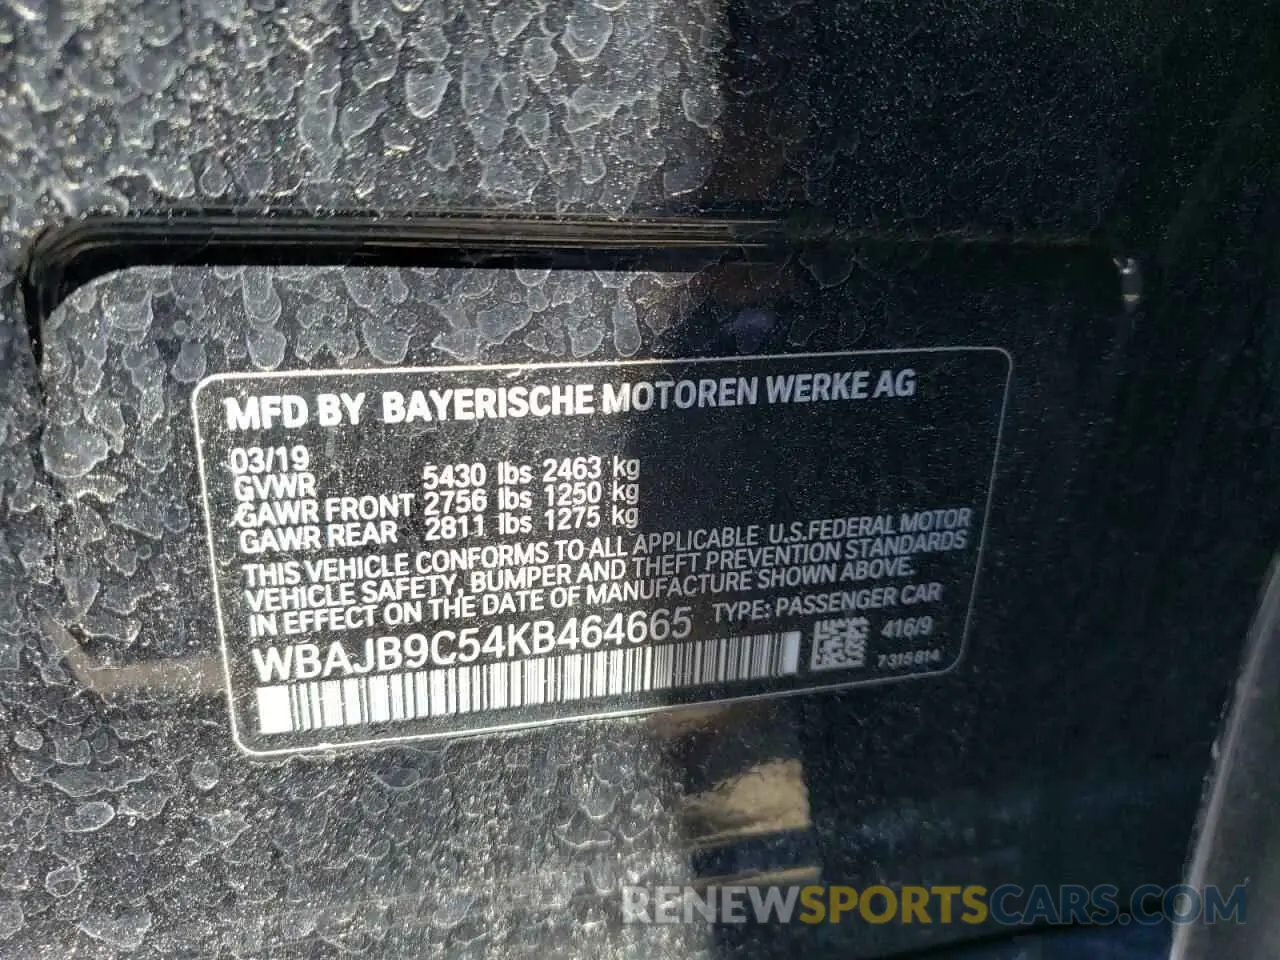 MFD BY BAYERISCHE MOTOREN WERKE AG
03/19
GVWR 5430 lbs 2463 kg
GAWR FRONT 2756 lbs 1250 kg
GAWR REAR 2811 lbs 1275 kg
THIS VEHICLE CONFORMS TO ALL APPLICABLE U.S.FEDERAL MOTOR
VEHICLE SAFETY, BUMPER AND THEFT PREVENTION STANDARDS
IN EFFECT ON THE DATE OF MANUFACTURE SHOWN ABOVE.
WBAJB9C54KB464665 TYPE: PASSENGER CAR
416/9
7315814
RENEWSPORTSCARS.COM